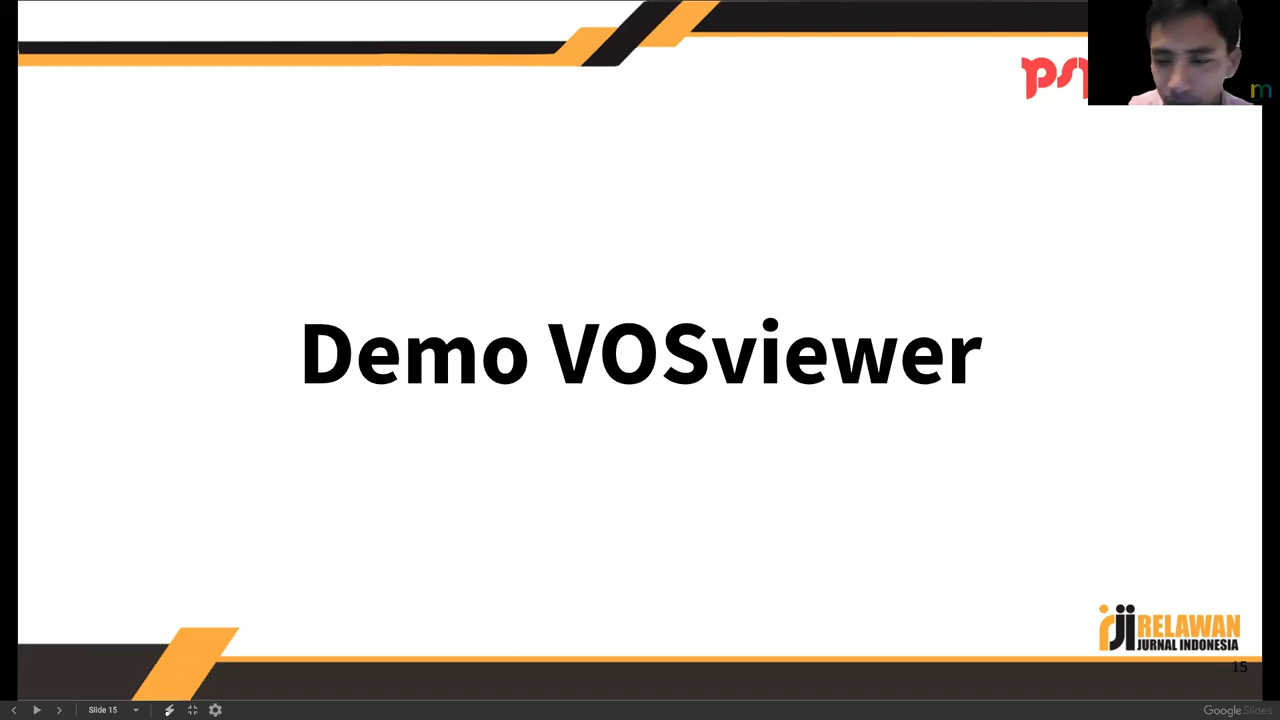 Demo VOSviewer
RELAWAN
JURNAL INDONESIA
15
Slide 15
Google Slides